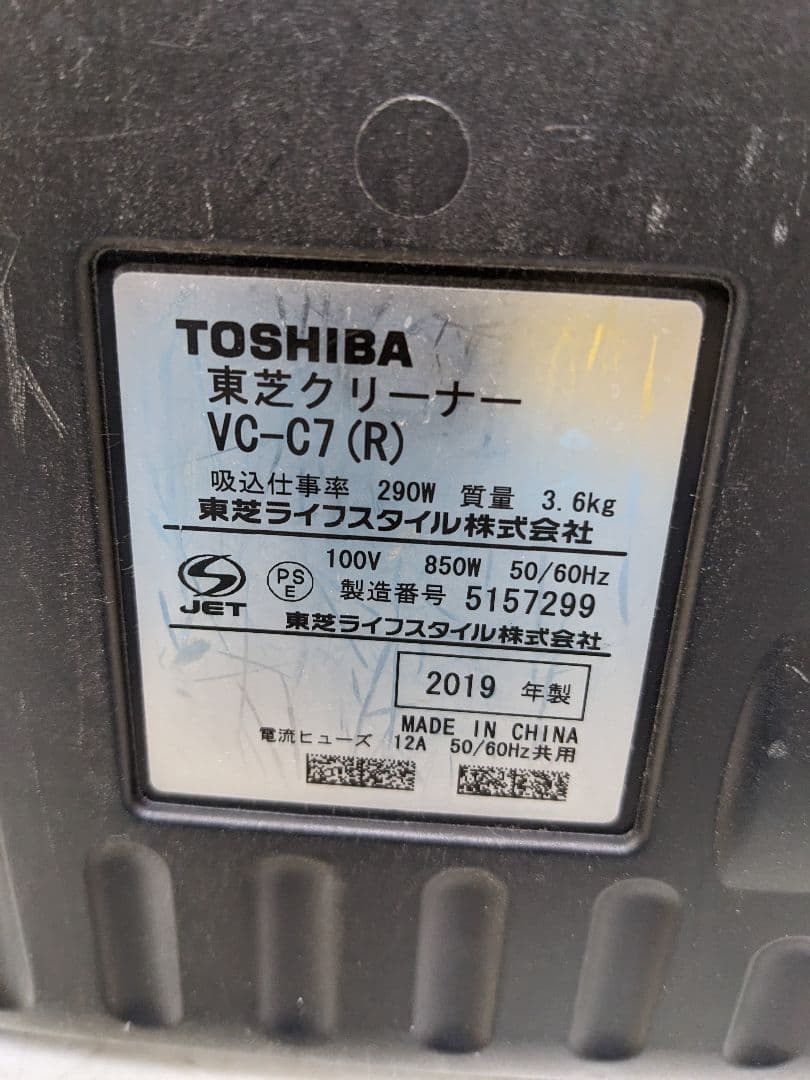 TOSHIBA
東芝クリーナー
VC-C7(R)
吸込仕事率 290W 質量 3.6kg
東芝ライフスタイル株式会社
100V 850W 50/60Hz
JET PSE 製造番号 5157299
東芝ライフスタイル株式会社
2019 年製
MADE IN CHINA
電流ヒューズ 12A 50/60Hz共用